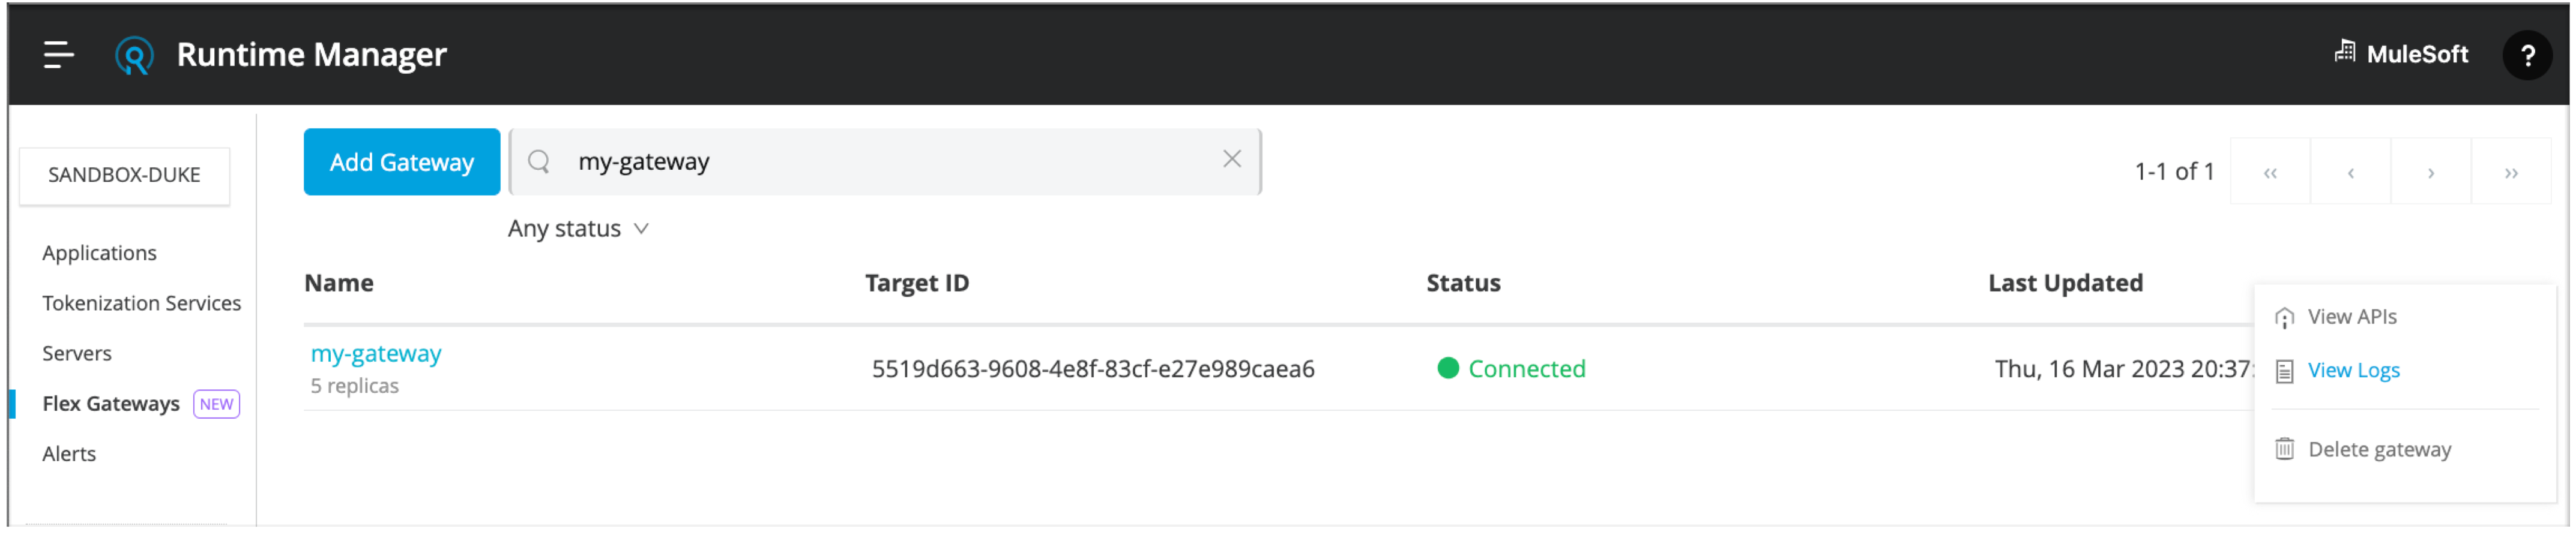 Runtime Manager
MuleSoft
?
SANDBOX-DUKE
Applications
Tokenization Services
Servers
Flex Gateways NEW
Alerts
Add Gateway
my-gateway
1-1 of 1
Any status
Name Target ID Status Last Updated
my-gateway
5 replicas
5519d663-9608-4e8f-83cf-e27e989caea6
Connected
Thu, 16 Mar 2023 20:37:
View APIs
View Logs
Delete gateway